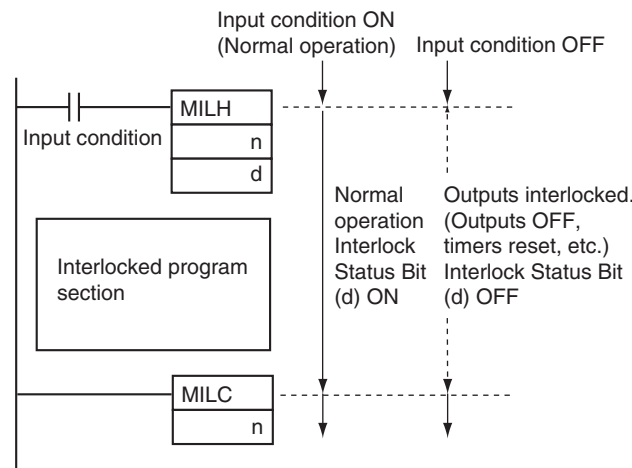 Input condition ON
(Normal operation)
Input condition OFF
MILH
Input condition
n
d
Normal
operation
Interlock
Status Bit
(d) ON
Outputs interlocked.
(Outputs OFF,
timers reset, etc.)
Interlock Status Bit
(d) OFF
Interlocked program
section
MILC
n